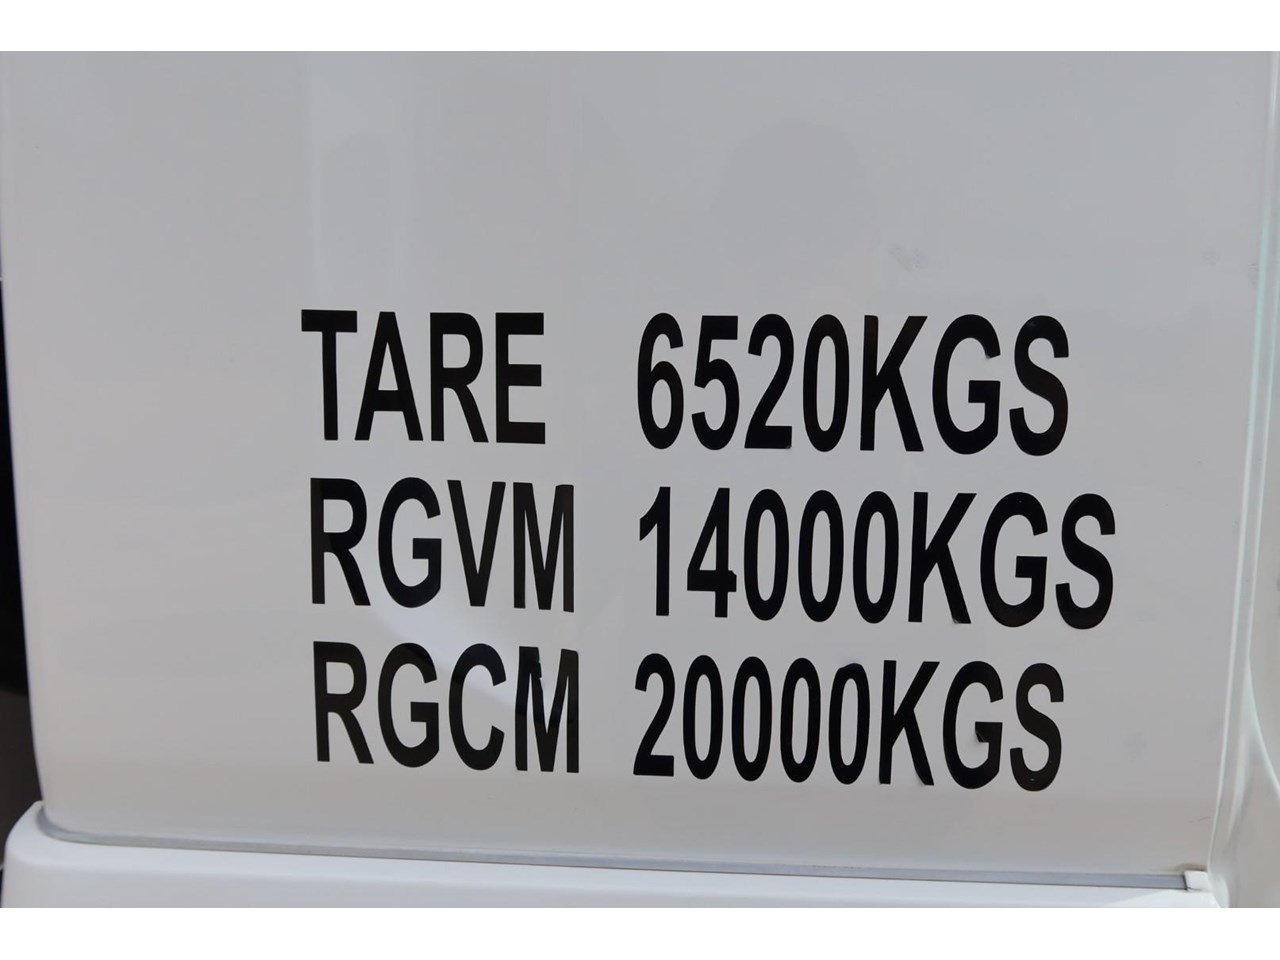 TARE 6520KGS
RGVM 14000KGS
RGCM 20000KGS